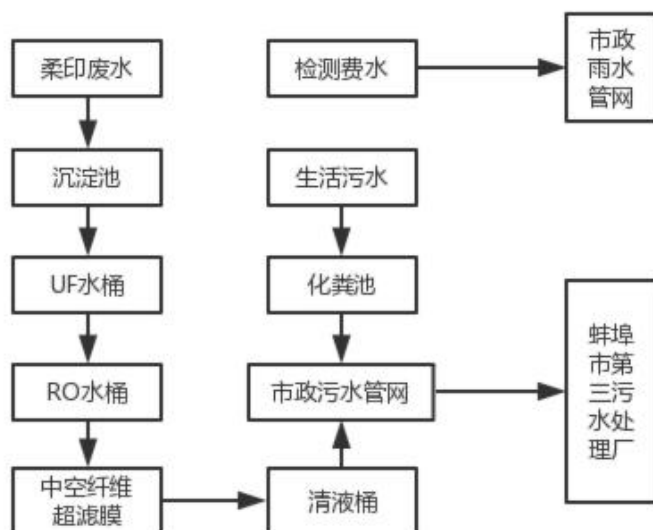 柔印废水
检测费水
市政
雨水
管网
沉淀池
生活污水
UF水桶
化粪池
RO水桶
市政污水管网
蚌埠
市第
三污
水处
理厂
中空纤维
超滤膜
清液桶